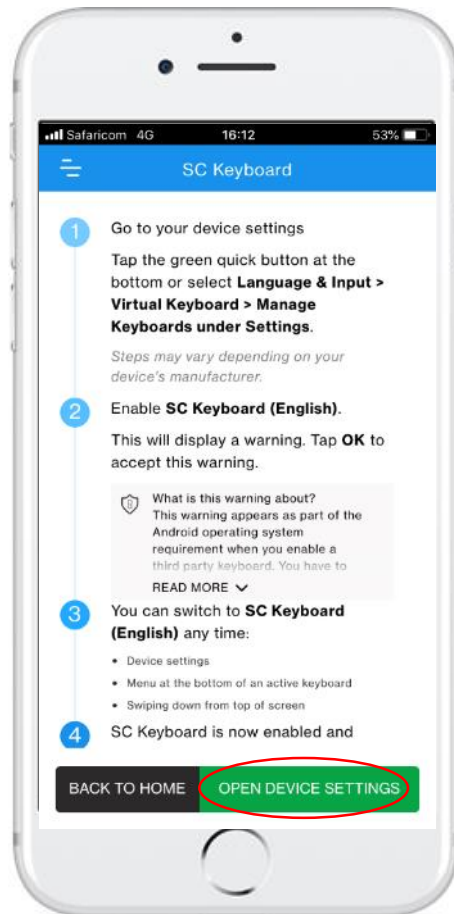 Safaricom 4G 16:12 53%
SC Keyboard
1 Go to your device settings
Tap the green quick button at the
bottom or select Language & Input >
Virtual Keyboard > Manage
Keyboards under Settings.
Steps may vary depending on your
device's manufacturer.
2 Enable SC Keyboard (English).
This will display a warning. Tap OK to
accept this warning.
What is this warning about?
This warning appears as part of the
Android operating system
requirement when you enable a
third party keyboard. You have to
READ MORE
3 You can switch to SC Keyboard
(English) any time:
• Device settings
• Menu at the bottom of an active keyboard
• Swiping down from top of screen
4 SC Keyboard is now enabled and
BACK TO HOME OPEN DEVICE SETTINGS